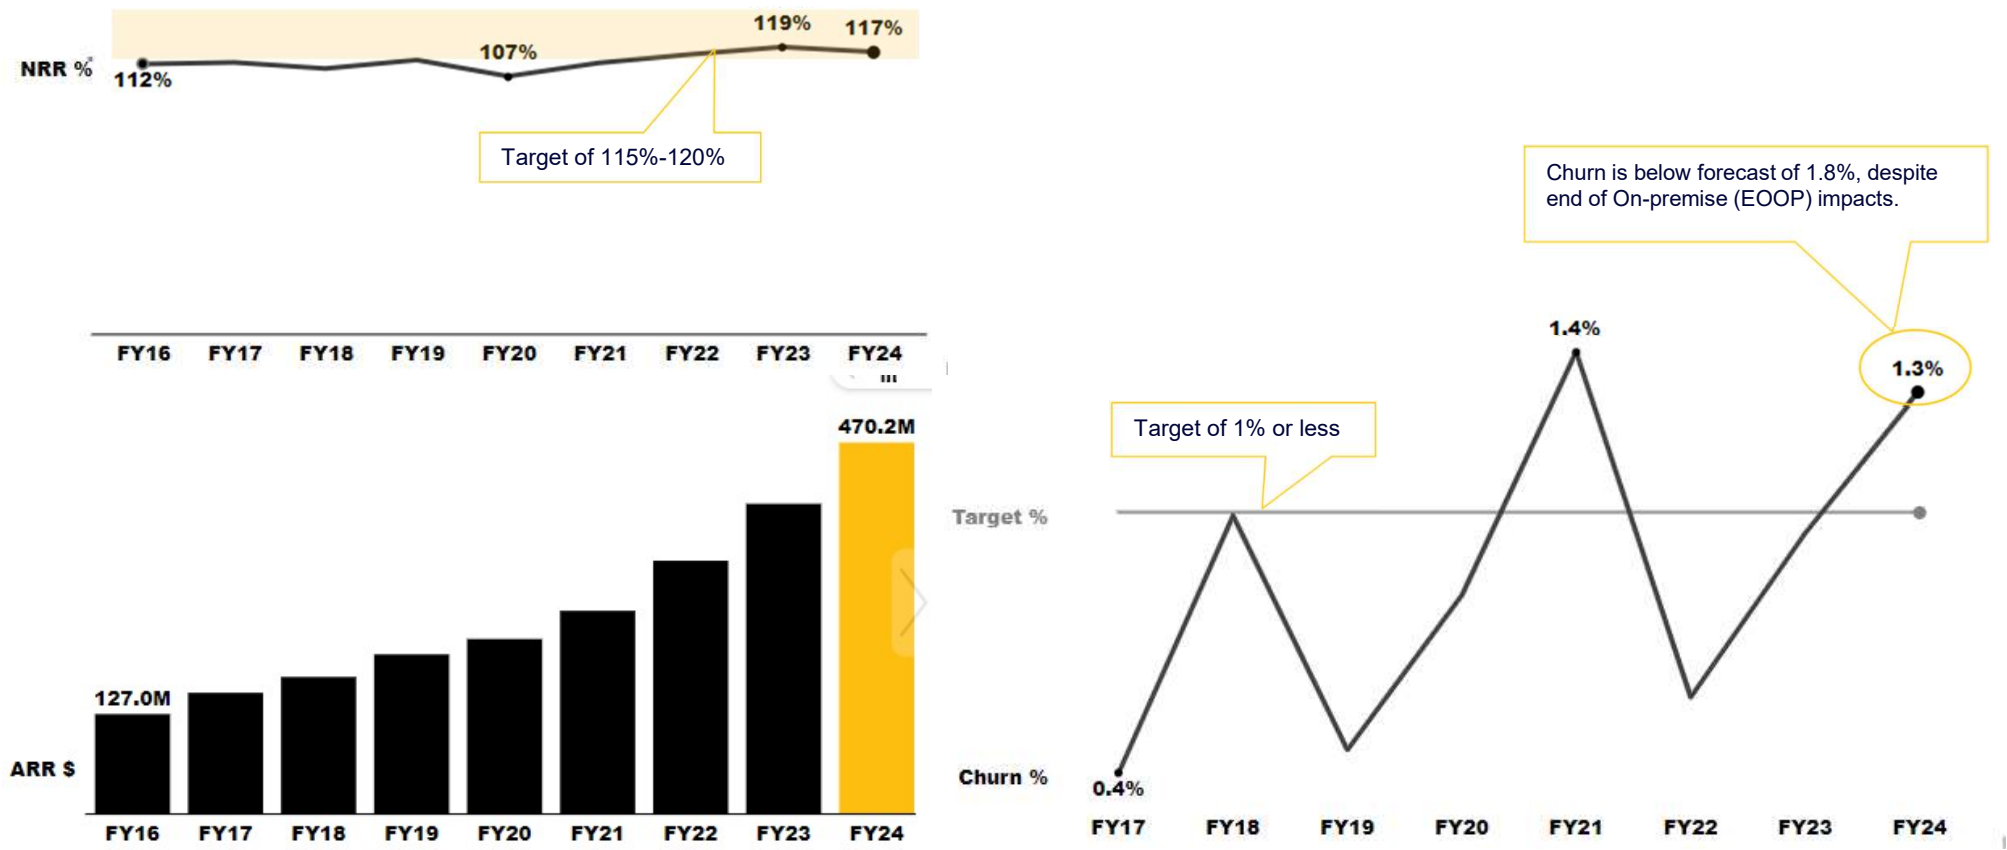 119%
117%
107%
NRR %*
112%
Target of 115%-120%
FY16 FY17 FY18 FY19 FY20 FY21 FY22 FY23 FY24
470.2M
127.0M
ARR $
FY16 FY17 FY18 FY19 FY20 FY21 FY22 FY23 FY24
Churn is below forecast of 1.8%, despite
end of On-premise (EOOP) impacts.
1.4%
1.3%
Target of 1% or less
Target %
Churn %
0.4%
FY17 FY18 FY19 FY20 FY21 FY22 FY23 FY24